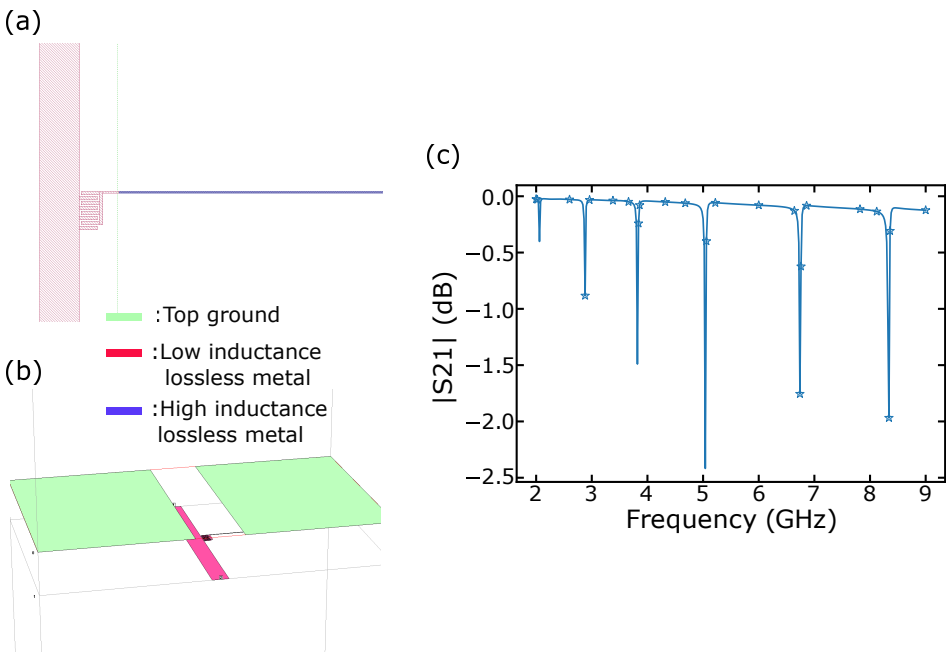 (a)
:Top ground
:Low inductance
lossless metal
:High inductance
lossless metal
(b)
(c)
|S21| (dB)
0.0
−0.5
−1.0
−1.5
−2.0
−2.5
2 3 4 5 6 7 8 9
Frequency (GHz)